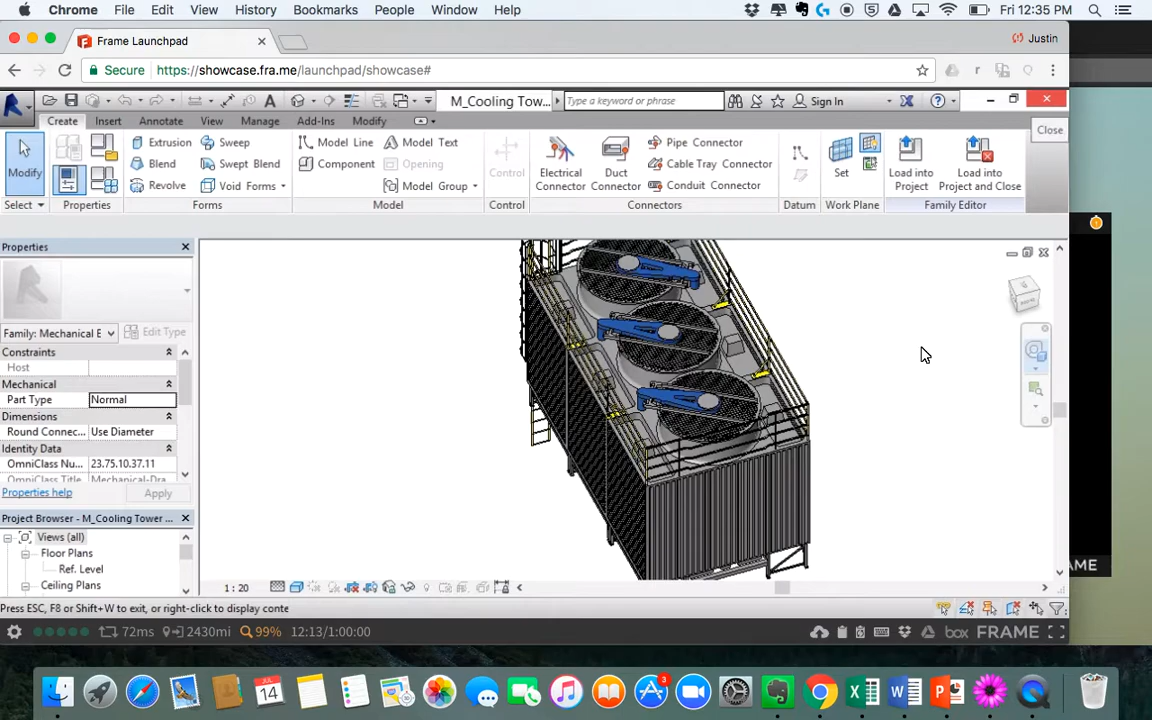 Chrome File Edit View History Bookmarks People Window Help Fri 12:35 PM
Frame Launchpad Justin
Secure https://showcase.fra.me/launchpad/showcase#
M_Cooling Tow... Type a keyword or phrase Sign In
Create Insert Annotate View Manage Add-Ins Modify Close
Extrusion Sweep Model Line Model Text Pipe Connector
Modify Blend Swept Blend Component Opening Control Electrical Connector Duct Connector Cable Tray Connector Set Load into Project Load into Project and Close
Revolve Void Forms Model Group Conduit Connector
Select Properties Forms Model Control Connectors Datum Work Plane Family Editor
Properties
Family: Mechanical E Edit Type
Constraints
Host
Mechanical
Part Type Normal
Dimensions
Round Connec... Use Diameter
Identity Data
OmniClass Nu... 23.75.10.37.11
OmniClass Title Mechanical-Dra
Properties help Apply
Project Browser - M_Cooling Tower ...
Views (all)
Floor Plans
Ref. Level
Ceiling Plans
1 : 20
AME
Press ESC, F8 or Shift+W to exit, or right-click to display conte
72ms 2430mi 99% 12:13/1:00:00 box FRAME
JUL
14
3